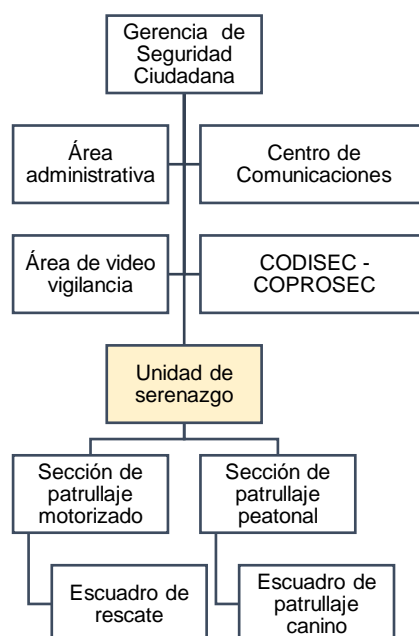 Gerencia de
Seguridad
Ciudadana
Área
administrativa
Centro de
Comunicaciones
Área de video
vigilancia
CODISEC -
COPROSEC
Unidad de
serenazgo
Sección de
patrullaje
motorizado
Sección de
patrullaje
peatonal
Escuadro de
rescate
Escuadro de
patrullaje
canino